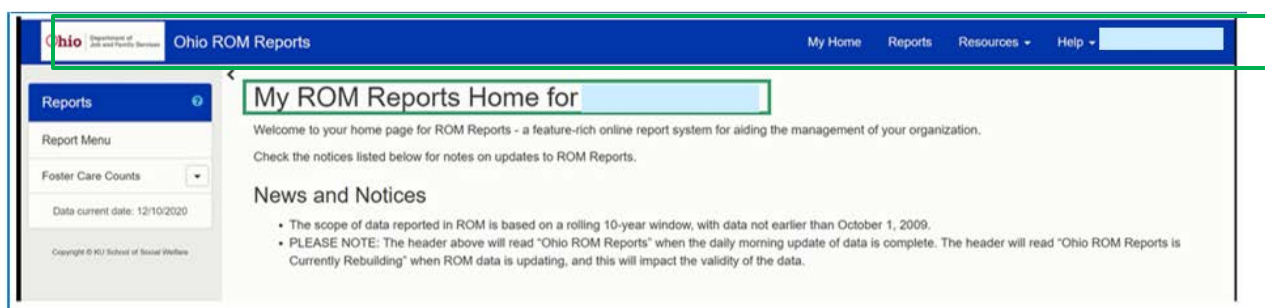 Ohio Department of Job and Family Services Ohio ROM Reports My Home Reports Resources Help
Reports
Report Menu
Foster Care Counts
Data current date: 12/10/2020
Copyright © KU School of Social Welfare
My ROM Reports Home for
Welcome to your home page for ROM Reports - a feature-rich online report system for aiding the management of your organization.
Check the notices listed below for notes on updates to ROM Reports.
News and Notices
• The scope of data reported in ROM is based on a rolling 10-year window, with data not earlier than October 1, 2009.
• PLEASE NOTE: The header above will read “Ohio ROM Reports” when the daily morning update of data is complete. The header will read “Ohio ROM Reports is
Currently Rebuilding” when ROM data is updating, and this will impact the validity of the data.